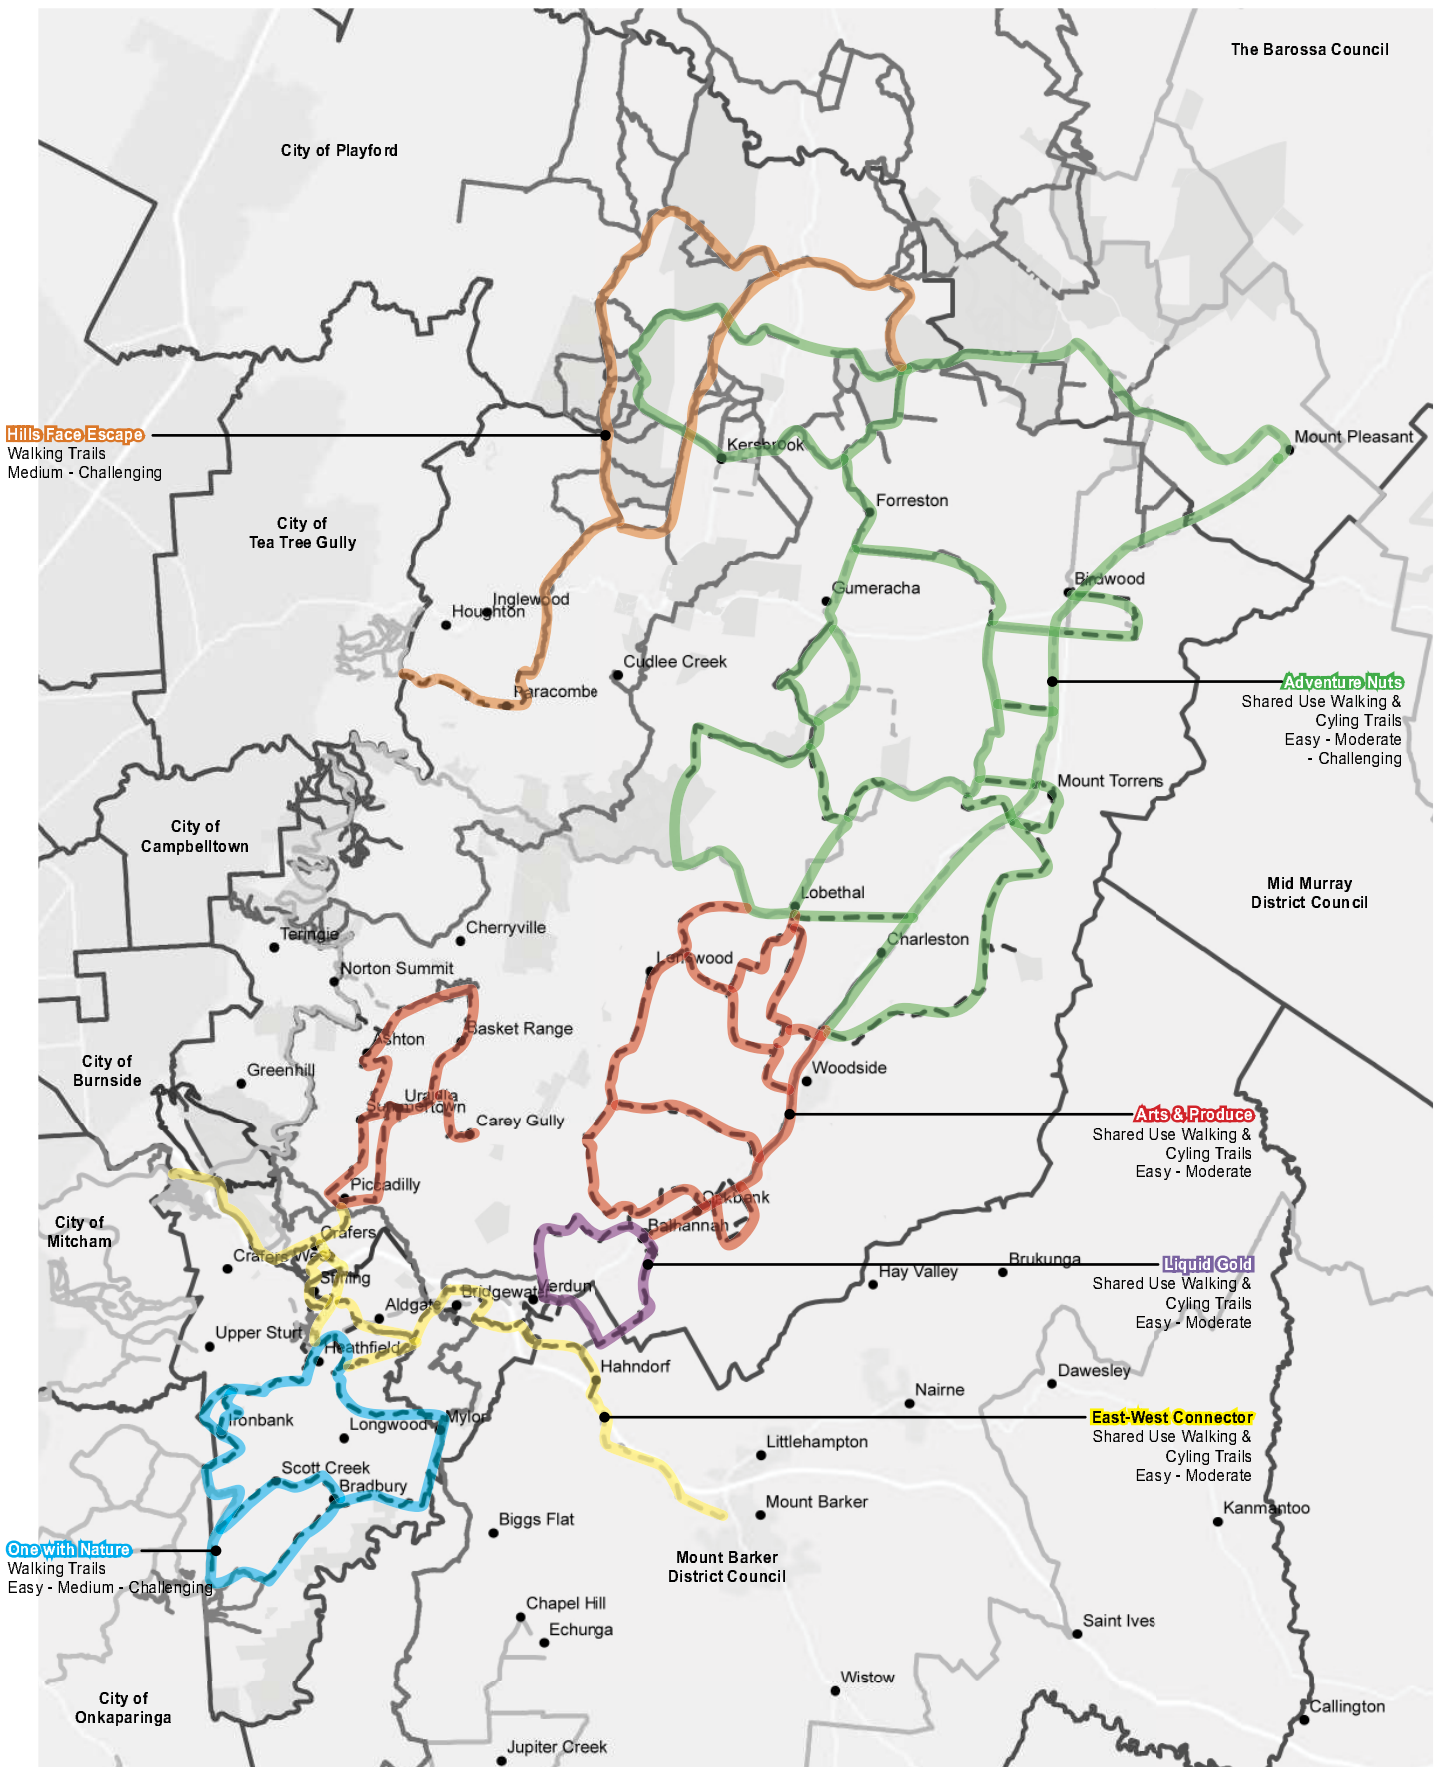 The Barossa Council
City of Playford
Hills Face Escape
Walking Trails
Medium - Challenging
Kersbrook
Mount Pleasant
Forreston
City of
Tea Tree Gully
Birdwood
Gumeracha
Inglewood
Houghton
Cudlee Creek
Paracombe
Adventure Nuts
Shared Use Walking &
Cyling Trails
Easy - Moderate
- Challenging
Mount Torrens
City of
Campbelltown
Lobethal
Mid Murray
District Council
Cherryville
Teringie
Charleston
Lenswood
Norton Summit
Basket Range
Ashton
City of
Burnside
Greenhill
Woodside
Uraidla
Summertown
Carey Gully
Arts & Produce
Shared Use Walking &
Cyling Trails
Easy - Moderate
Piccadilly
Oakbank
City of
Mitcham
Balhannah
Crafers
Crafers West
Stirling
Liquid Gold
Shared Use Walking &
Cyling Trails
Easy - Moderate
Brukunga
Hay Valley
Verdun
Bridgewater
Aldgate
Upper Sturt
Heathfield
Hahndorf
Dawesley
Nairne
East-West Connector
Shared Use Walking &
Cyling Trails
Easy - Moderate
Ironbank
Longwood
Mylor
Littlehampton
Scott Creek
Bradbury
Mount Barker
Kanmantoo
Biggs Flat
One with Nature
Walking Trails
Easy - Medium - Challenging
Mount Barker
District Council
Chapel Hill
Echunga
Saint Ives
Wistow
City of
Onkaparinga
Callington
Jupiter Creek